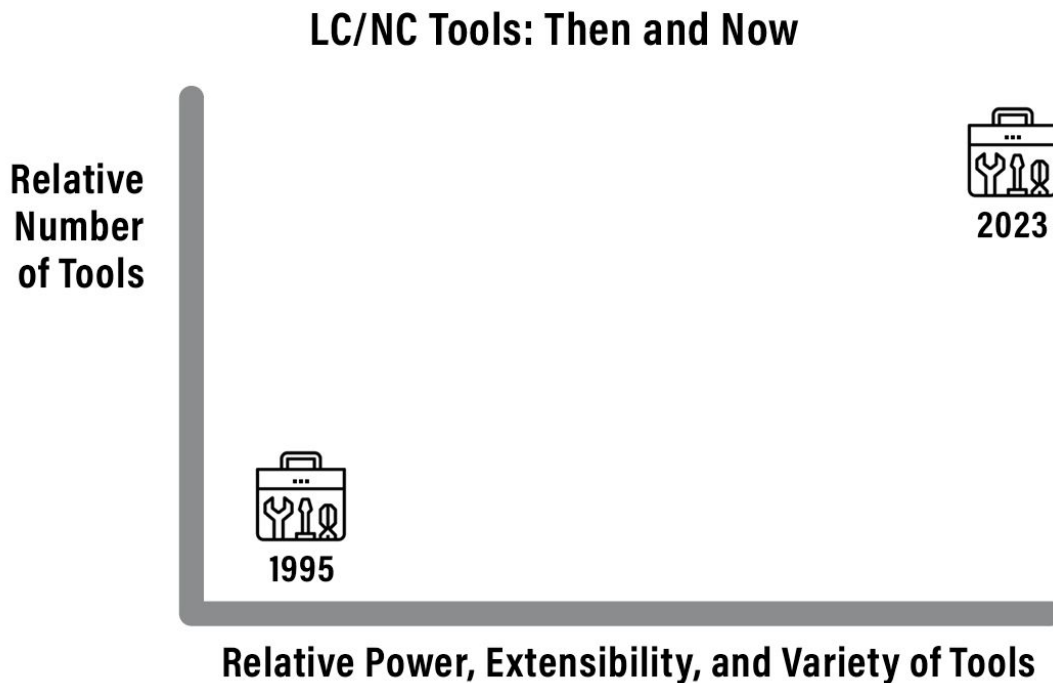 LC/NC Tools: Then and Now
Relative
Number
of Tools
2023
1995
Relative Power, Extensibility, and Variety of Tools